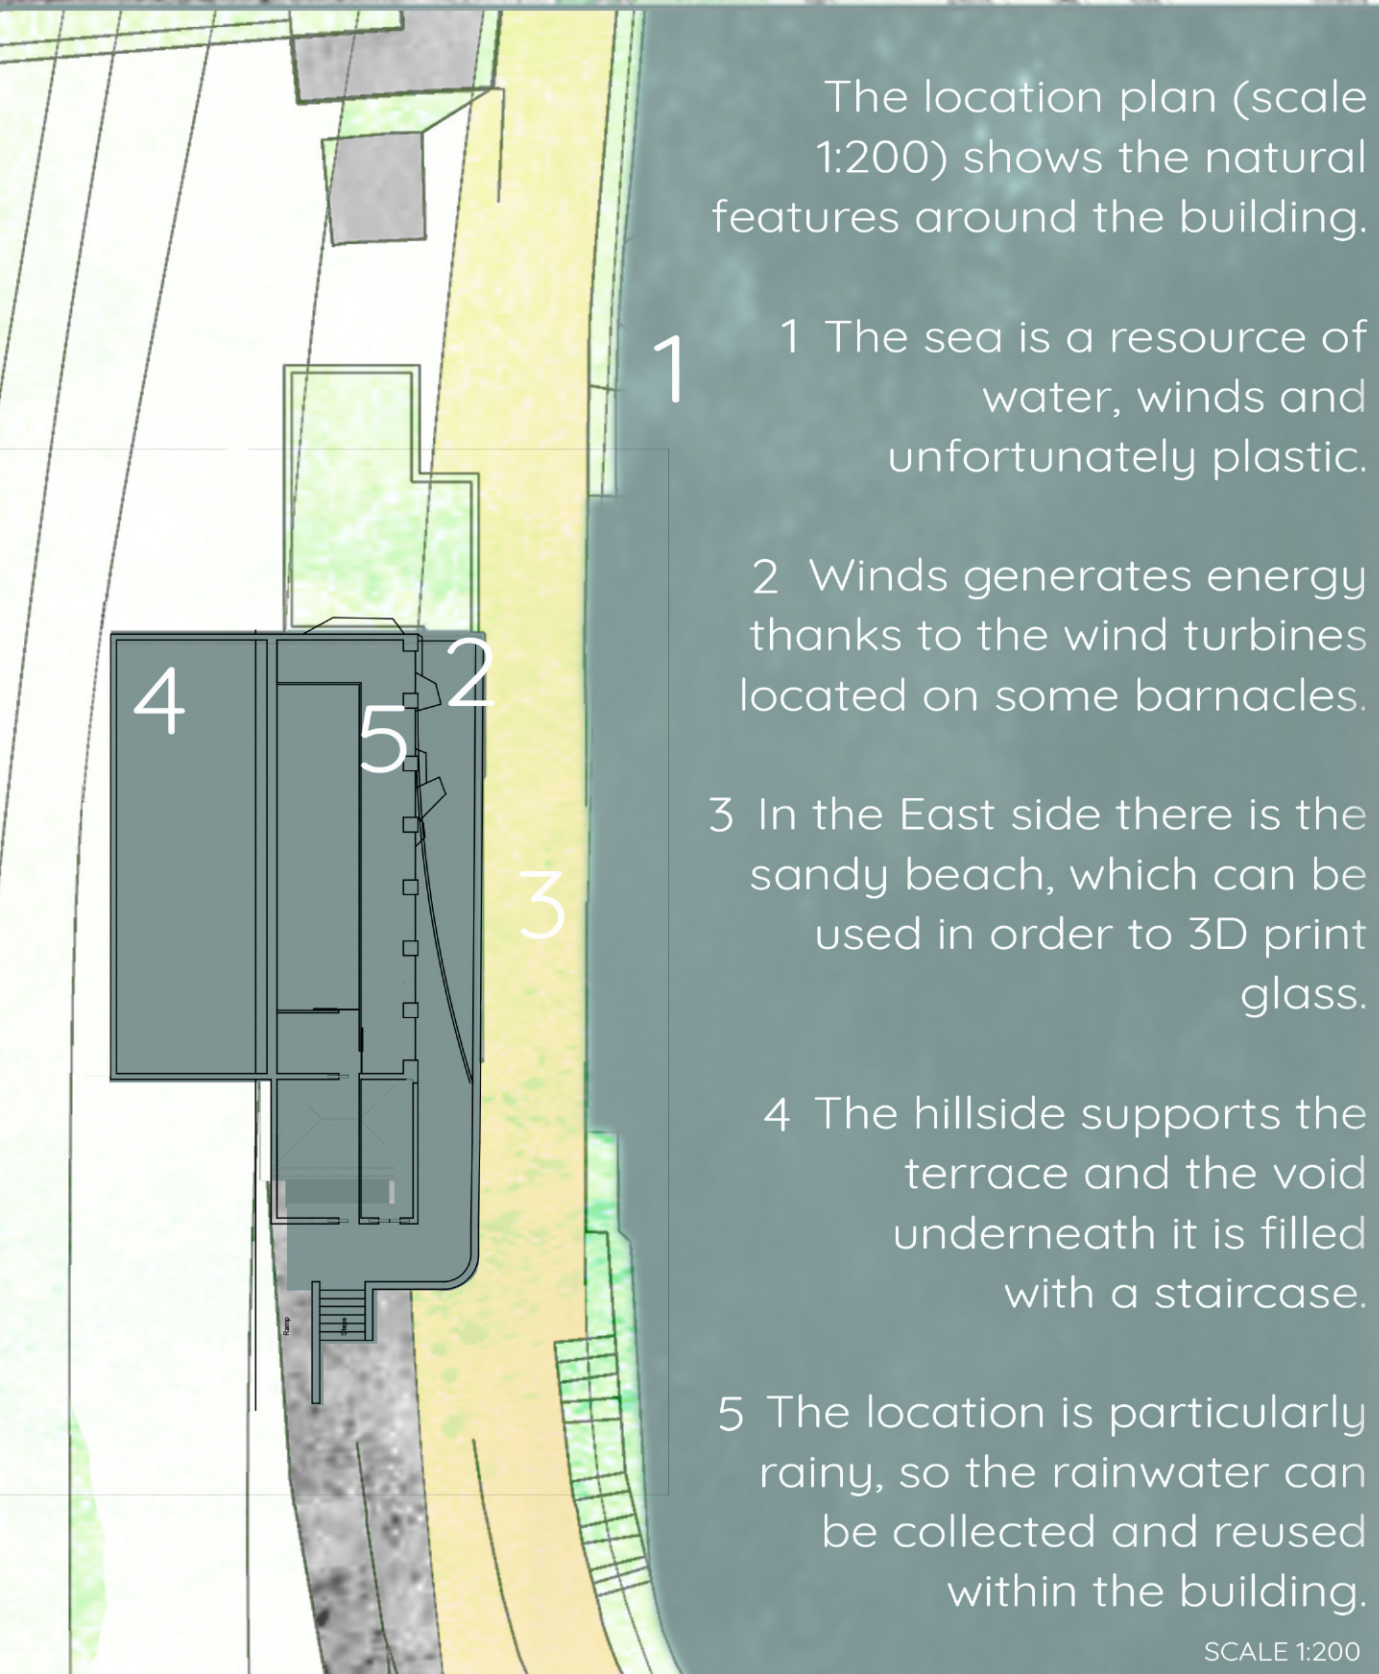 The location plan (scale
1:200) shows the natural
features around the building.
1
1 The sea is a resource of
water, winds and
unfortunately plastic.
2 Winds generates energy
thanks to the wind turbines
located on some barnacles.
2
4
5
3 In the East side there is the
sandy beach, which can be
used in order to 3D print
glass.
3
4 The hillside supports the
terrace and the void
underneath it is filled
with a staircase.
Ramp
Steps
5 The location is particularly
rainy, so the rainwater can
be collected and reused
within the building.
SCALE 1:200